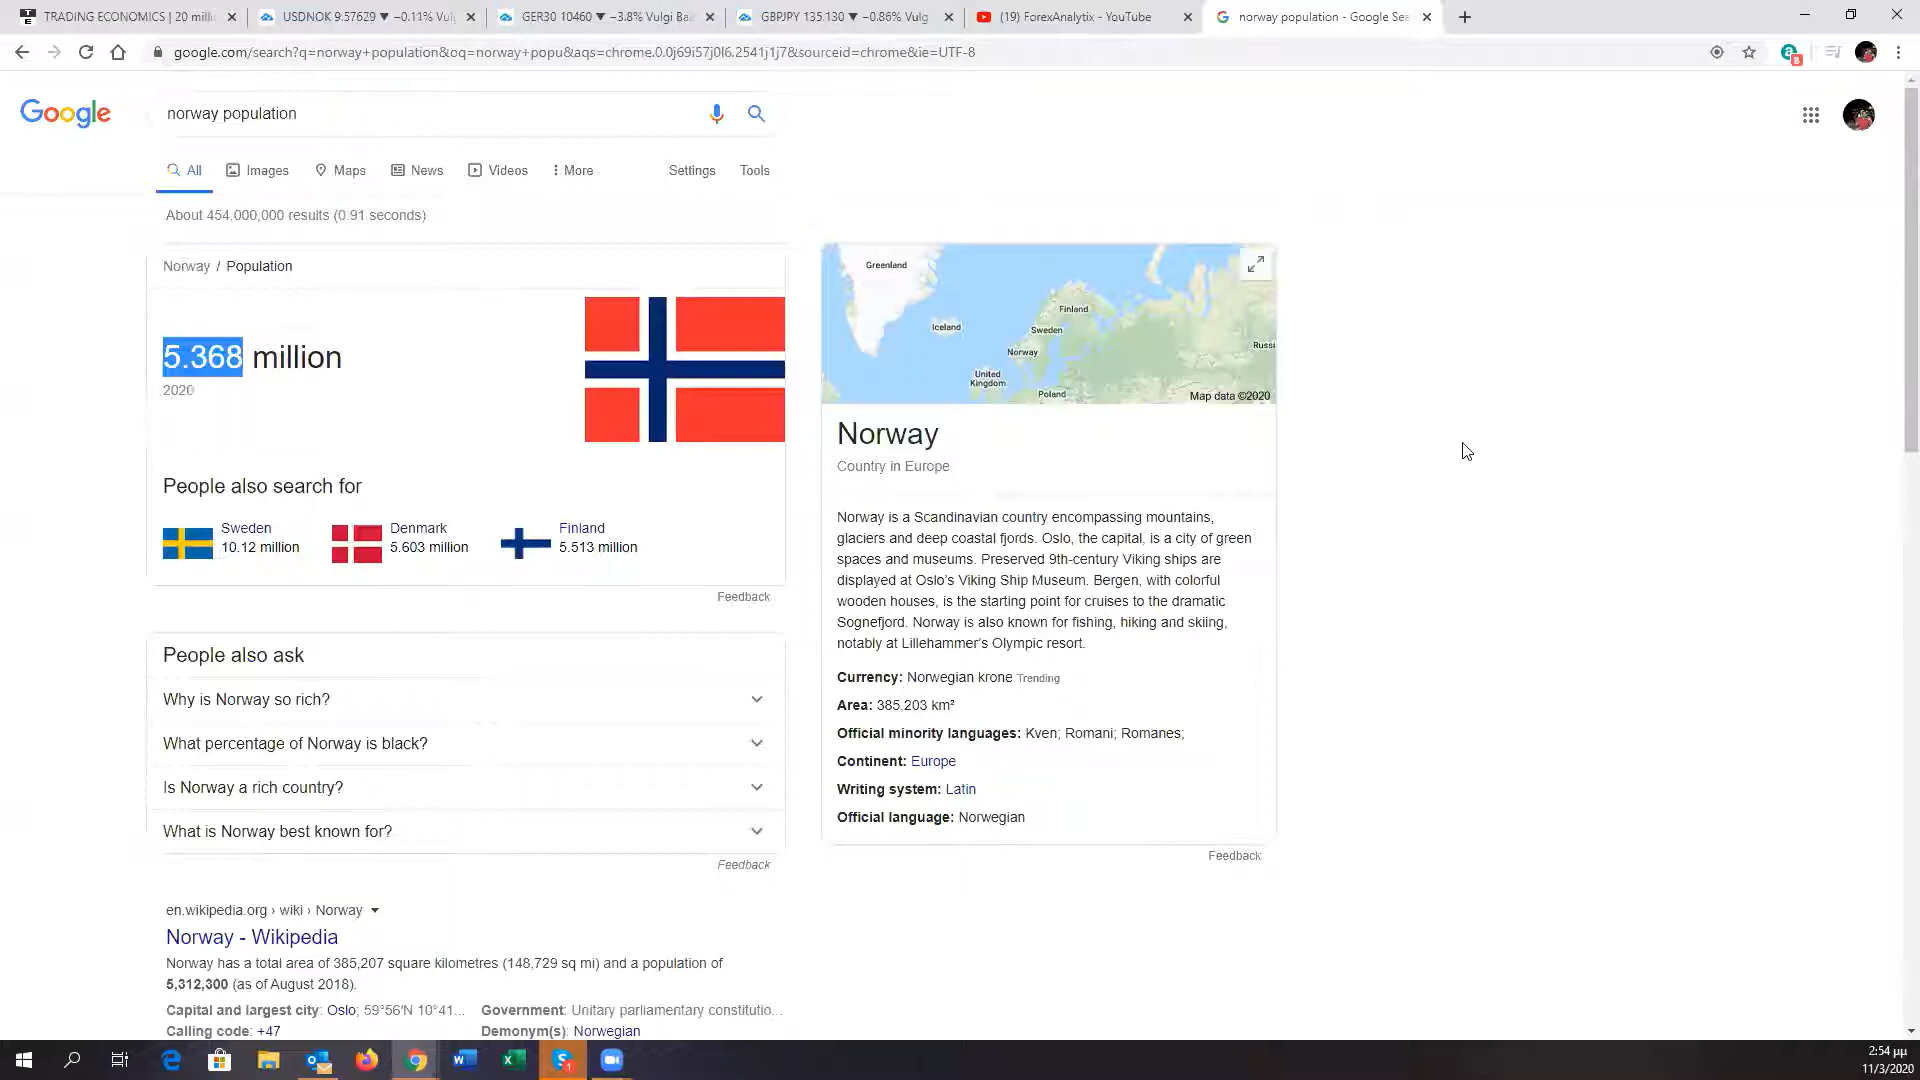 TRADING ECONOMICS | 20 milli
USDNOK 9.57629 ▼ −0.11% Vul
GER30 10460 ▼ −3.8% Vulgi Ba
GBPJPY 135.130 ▼ −0.86% Vulg
(19) ForexAnalytix - YouTube
norway population - Google Sea
google.com/search?q=norway+population&oq=norway+popu&aqs=chrome.0.0j69i57j0l6.2541j1j7&sourceid=chrome&ie=UTF-8
Google
norway population
All
Images
Maps
News
Videos
More
Settings
Tools
About 454,000,000 results (0.91 seconds)
Norway / Population
5.368 million
2020
People also search for
Sweden
10.12 million
Denmark
5.603 million
Finland
5.513 million
Feedback
People also ask
Why is Norway so rich?
What percentage of Norway is black?
Is Norway a rich country?
What is Norway best known for?
Feedback
en.wikipedia.org › wiki › Norway
Norway - Wikipedia
Norway has a total area of 385,207 square kilometres (148,729 sq mi) and a population of
5,312,300 (as of August 2018).
Capital and largest city: Oslo; 59°56′N 10°41...
Government: Unitary parliamentary constitutio...
Calling code: +47
Demonym(s): Norwegian
Greenland
Iceland
Finland
Sweden
Norway
Russi
United
Kingdom
Poland
Map data ©2020
Norway
Country in Europe
Norway is a Scandinavian country encompassing mountains,
glaciers and deep coastal fjords. Oslo, the capital, is a city of green
spaces and museums. Preserved 9th-century Viking ships are
displayed at Oslo’s Viking Ship Museum. Bergen, with colorful
wooden houses, is the starting point for cruises to the dramatic
Sognefjord. Norway is also known for fishing, hiking and skiing,
notably at Lillehammer’s Olympic resort.
Currency: Norwegian krone Trending
Area: 385,203 km²
Official minority languages: Kven; Romani; Romanes;
Continent: Europe
Writing system: Latin
Official language: Norwegian
Feedback
2:54 μμ
11/3/2020